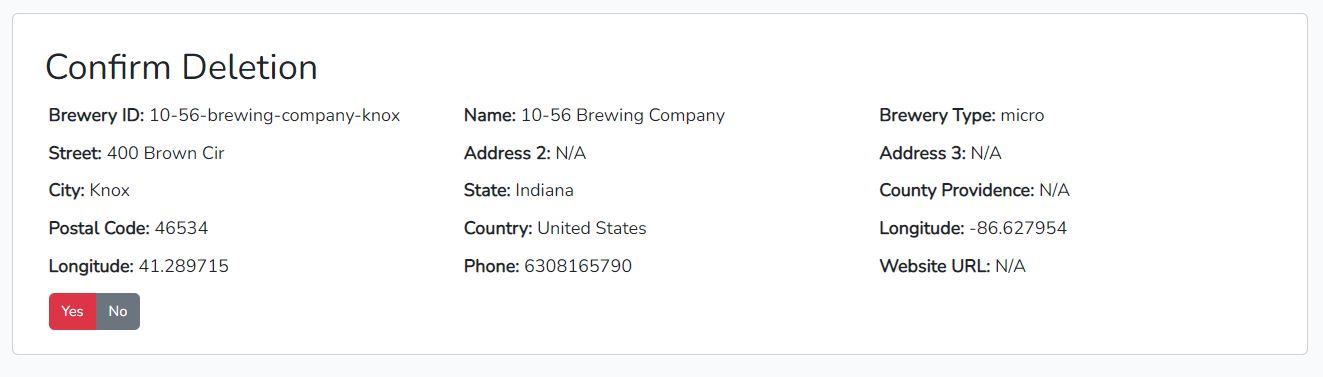 Confirm Deletion
Brewery ID: 10-56-brewing-company-knox Name: 10-56 Brewing Company Brewery Type: micro
Street: 400 Brown Cir Address 2: N/A Address 3: N/A
City: Knox State: Indiana County Providence: N/A
Postal Code: 46534 Country: United States Longitude: -86.627954
Longitude: 41.289715 Phone: 6308165790 Website URL: N/A
Yes No